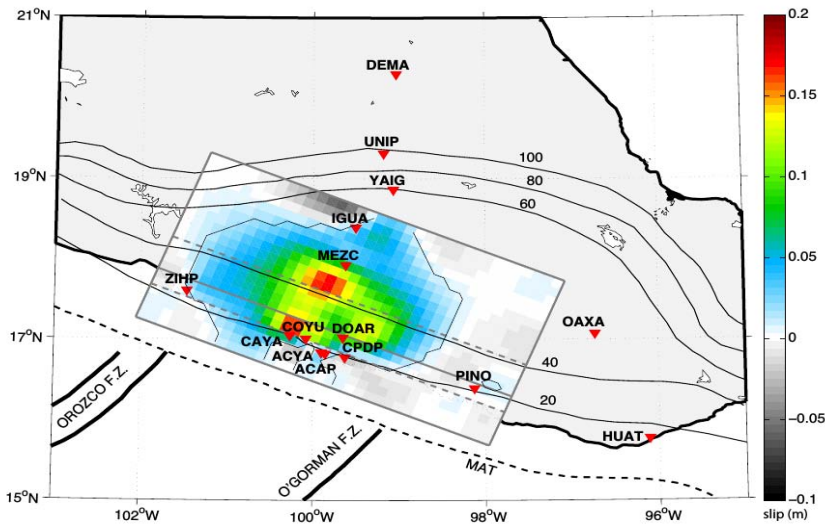 21°N
0.2
DEMA
0.15
UNIP
100
19°N
YAIG
80
60
0.1
IGUA
MEZC
0.05
ZIHP
OAXA
17°N
COYU
DOAR
0
CAYA
ACYA
CPDP
40
ACAP
PINO
20
OROZCO F.Z.
-0.05
HUAT
O'GORMAN F.Z.
MAT
15°N
-0.1
102°W
100°W
98°W
96°W
slip (m)